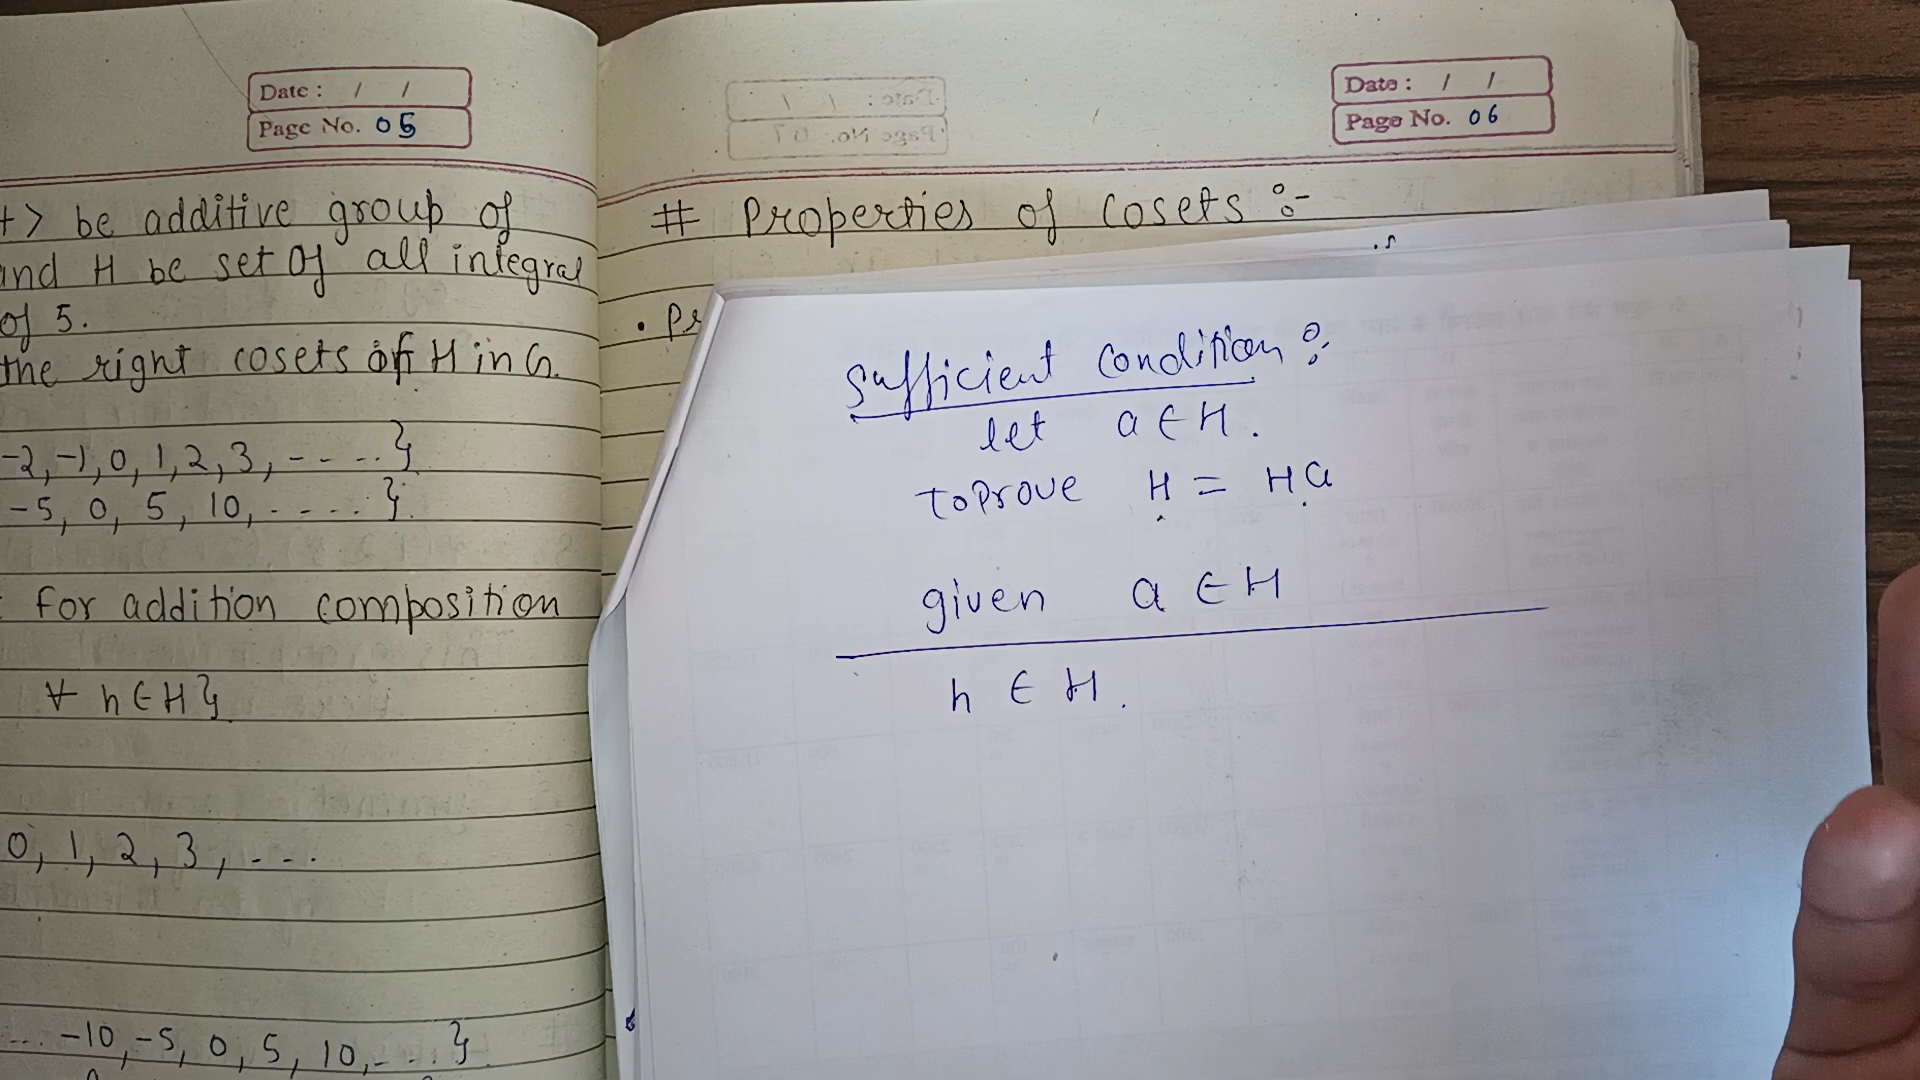 Date : / /
Page No. 05
+> be additive group of
and H be set of all integral
of 5.
the right cosets of H in G.
-2, -1, 0, 1, 2, 3, - - - .. }
-5, 0, 5, 10, - - - - }.
for addition composition
∀ h ∈ H }.
0, 1, 2, 3, - - -
... -10, -5, 0, 5, 10, - - - }
Date : / /
Page No. 06
# Properties of cosets :-
• Pr
Sufficient Condition :
let a ∈ H.
to Prove H = Ha
given a ∈ H
h ∈ H.